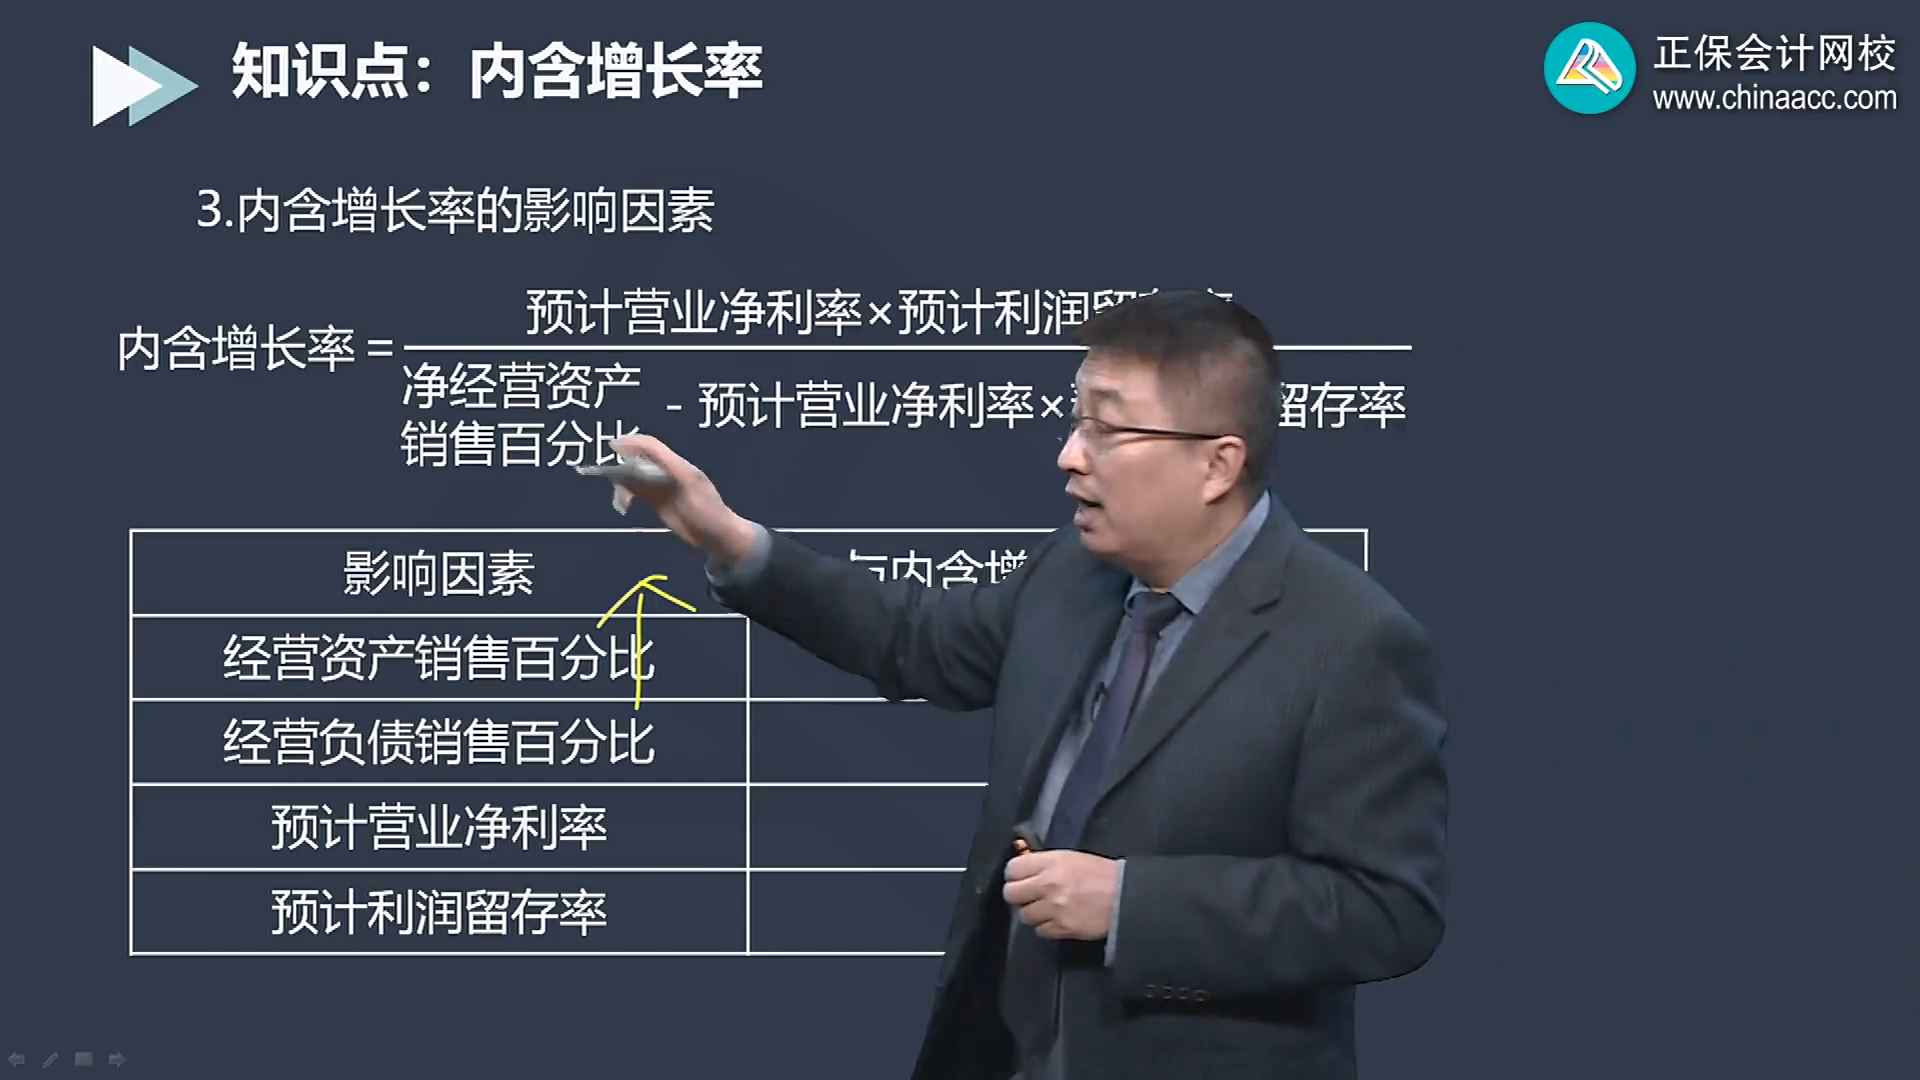 知识点：内含增长率
正保会计网校
www.chinaacc.com
3.内含增长率的影响因素
预计营业净利率×预计利润留
内含增长率=
净经营资产
销售百分比
- 预计营业净利率×
留存率
影响因素
与内含增
经营资产销售百分比
经营负债销售百分比
预计营业净利率
预计利润留存率